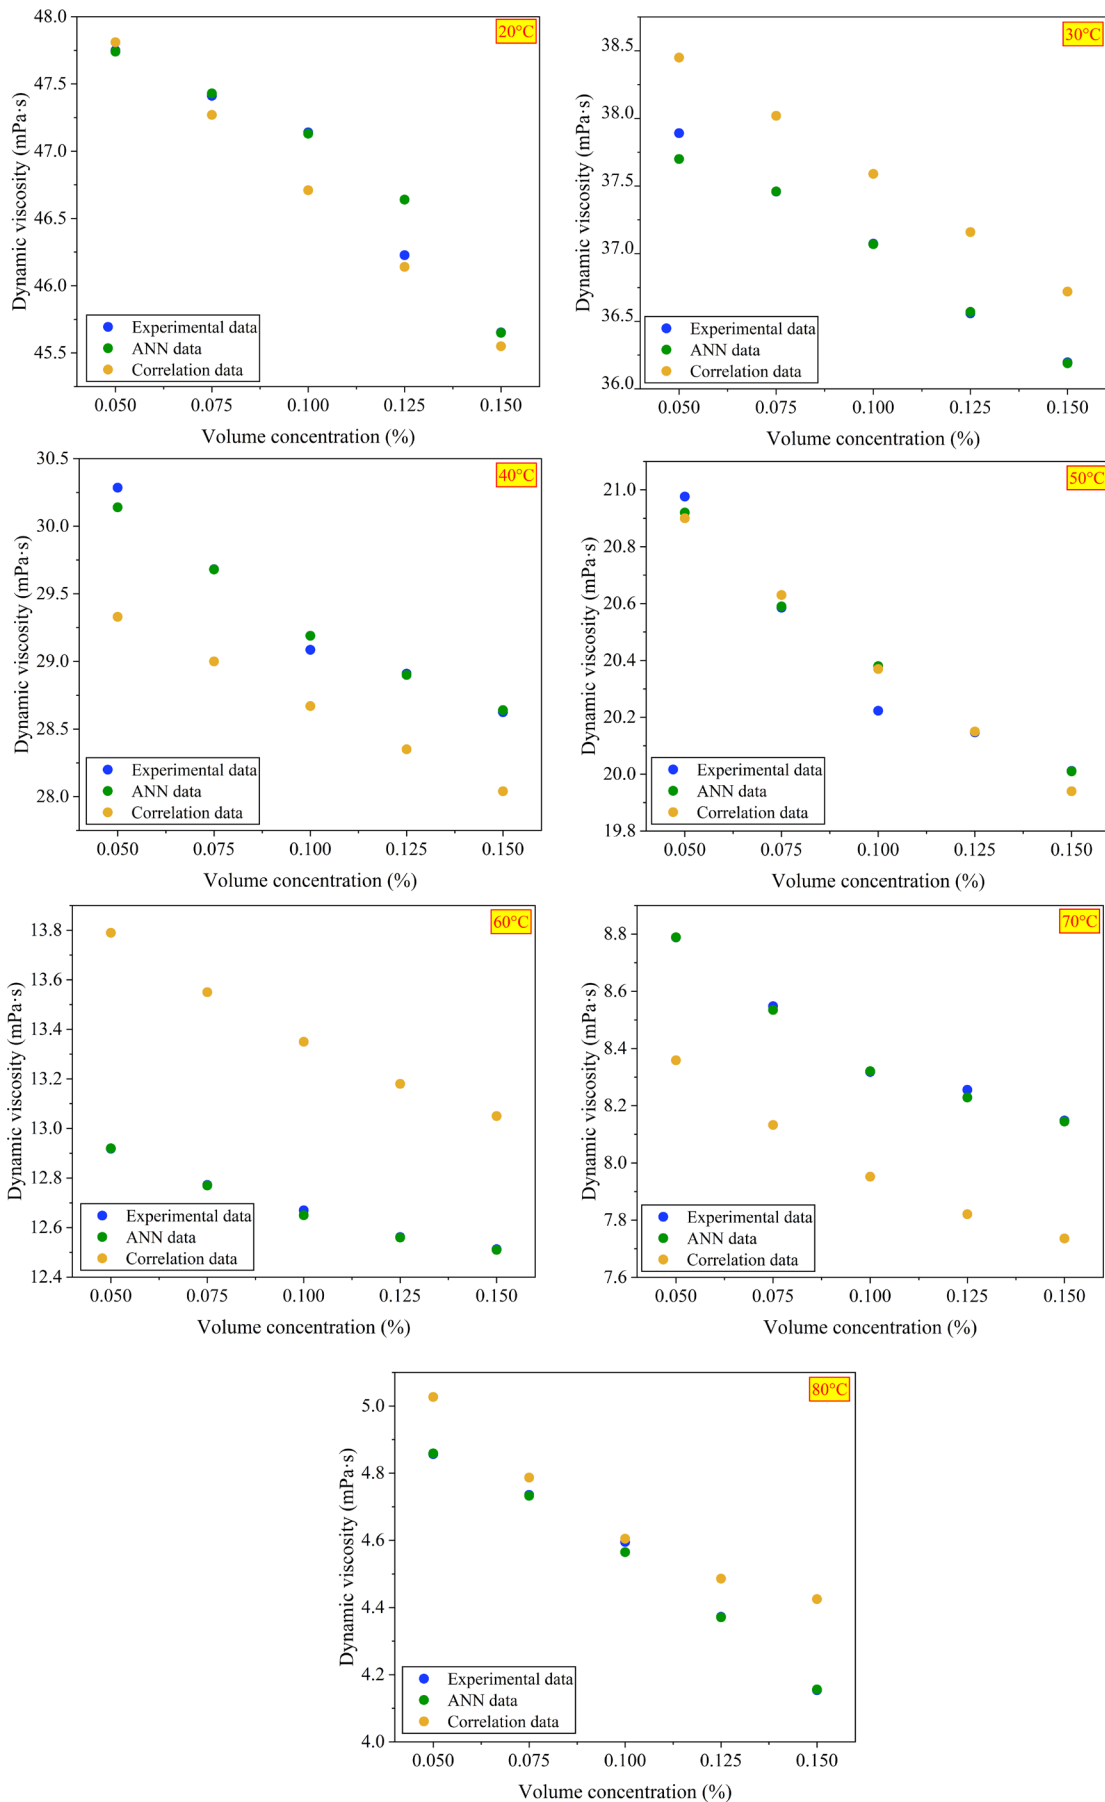 20°C
Dynamic viscosity (mPa·s)
48.0
47.5
47.0
46.5
46.0
45.5
Experimental data
ANN data
Correlation data
0.050 0.075 0.100 0.125 0.150
Volume concentration (%)
30°C
Dynamic viscosity (mPa·s)
38.5
38.0
37.5
37.0
36.5
36.0
Experimental data
ANN data
Correlation data
0.050 0.075 0.100 0.125 0.150
Volume concentration (%)
40°C
Dynamic viscosity (mPa·s)
30.5
30.0
29.5
29.0
28.5
28.0
Experimental data
ANN data
Correlation data
0.050 0.075 0.100 0.125 0.150
Volume concentration (%)
50°C
Dynamic viscosity (mPa·s)
21.0
20.8
20.6
20.4
20.2
20.0
19.8
Experimental data
ANN data
Correlation data
0.050 0.075 0.100 0.125 0.150
Volume concentration (%)
60°C
Dynamic viscosity (mPa·s)
13.8
13.6
13.4
13.2
13.0
12.8
12.6
12.4
Experimental data
ANN data
Correlation data
0.050 0.075 0.100 0.125 0.150
Volume concentration (%)
70°C
Dynamic viscosity (mPa·s)
8.8
8.6
8.4
8.2
8.0
7.8
7.6
Experimental data
ANN data
Correlation data
0.050 0.075 0.100 0.125 0.150
Volume concentration (%)
80°C
Dynamic viscosity (mPa·s)
5.0
4.8
4.6
4.4
4.2
4.0
Experimental data
ANN data
Correlation data
0.050 0.075 0.100 0.125 0.150
Volume concentration (%)